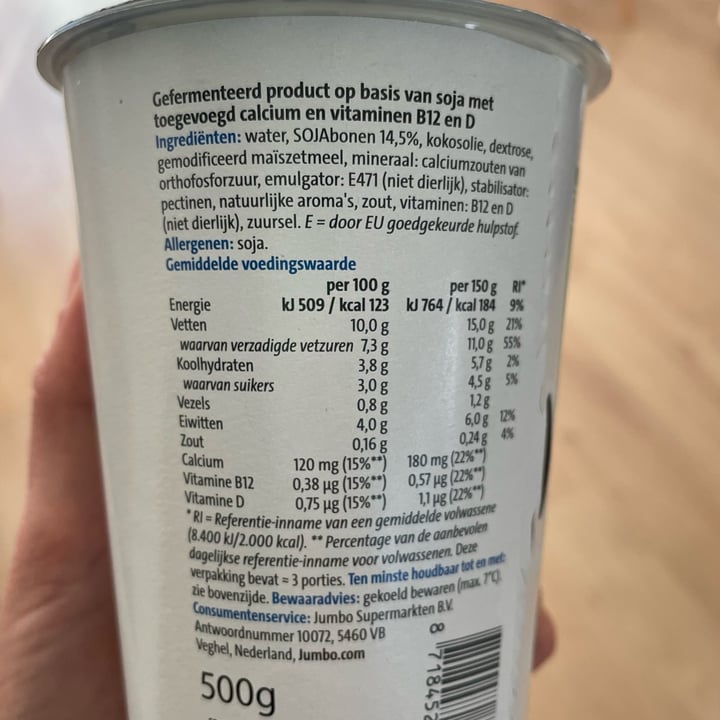 Gefermenteerd product op basis van soja met
toegevoegd calcium en vitaminen B12 en D
Ingrediënten: water, SOJAbonen 14,5%, kokosolie, dextrose,
gemodificeerd maïszetmeel, mineraal: calciumzouten van
orthofosforzuur, emulgator: E471 (niet dierlijk), stabilisator:
pectinen, natuurlijke aroma's, zout, vitaminen: B12 en D
(niet dierlijk), zuursel. E = door EU goedgekeurde hulpstof.
Allergenen: soja.
Gemiddelde voedingswaarde
per 100 g per 150 g RI*
Energie kJ 509 / kcal 123 kJ 764 / kcal 184 9%
Vetten 10,0 g 15,0 g 21%
waarvan verzadigde vetzuren 7,3 g 11,0 g 55%
Koolhydraten 3,8 g 5,7 g 2%
waarvan suikers 3,0 g 4,5 g 5%
Vezels 0,8 g 1,2 g
Eiwitten 4,0 g 6,0 g 12%
Zout 0,16 g 0,24 g 4%
Calcium 120 mg (15%**) 180 mg (22%**)
Vitamine B12 0,38 µg (15%**) 0,57 µg (22%**)
Vitamine D 0,75 µg (15%**) 1,1 µg (22%**)
*RI = Referentie-inname van een gemiddelde volwassene
(8.400 kJ/2.000 kcal). ** Percentage van de aanbevolen
dagelijkse referentie-inname voor volwassenen. Deze
verpakking bevat = 3 porties. Ten minste houdbaar tot en met:
zie bovenzijde. Bewaaradvies: gekoeld bewaren (max. 7°C).
Consumentenservice: Jumbo Supermarkten B.V.
Antwoordnummer 10072, 5460 VB
Veghel, Nederland, Jumbo.com
500g
8 71845